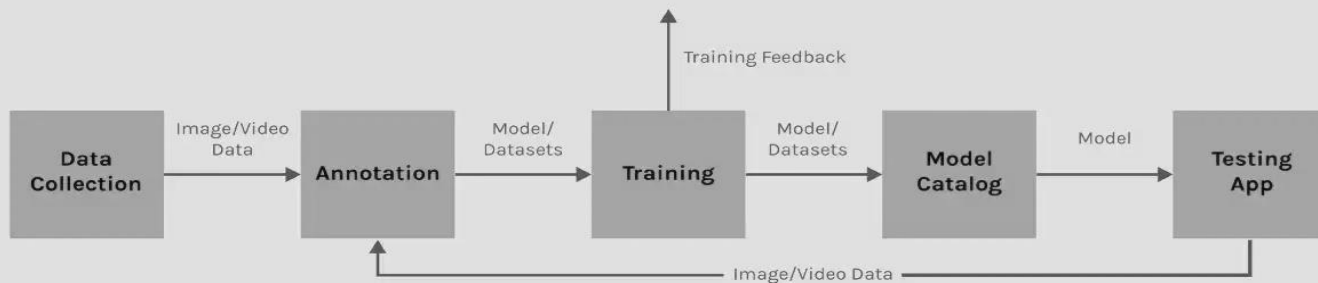 Training Feedback
Data
Collection
Image/Video
Data
Annotation
Model/
Datasets
Training
Model/
Datasets
Model
Catalog
Model
Testing
App
Image/Video Data